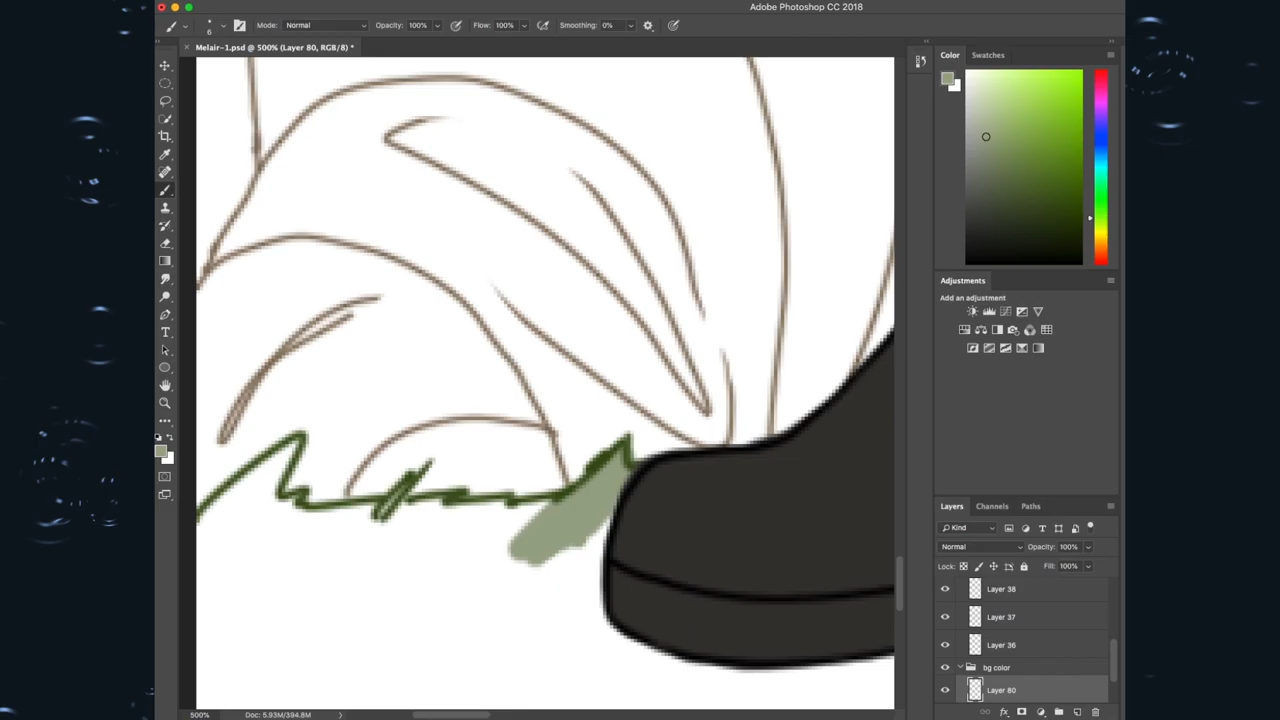 Adobe Photoshop CC 2018
6 Mode: Normal Opacity: 100% Flow: 100% Smoothing: 0%
Melair-1.psd @ 500% (Layer 80, RGB/8) *
Color Swatches
Adjustments
Add an adjustment
Layers Channels Paths
Kind
Normal Opacity: 100%
Lock: Fill: 100%
Layer 38
Layer 37
Layer 36
bg color
Layer 80
500% Doc: 5.93M/394.8M